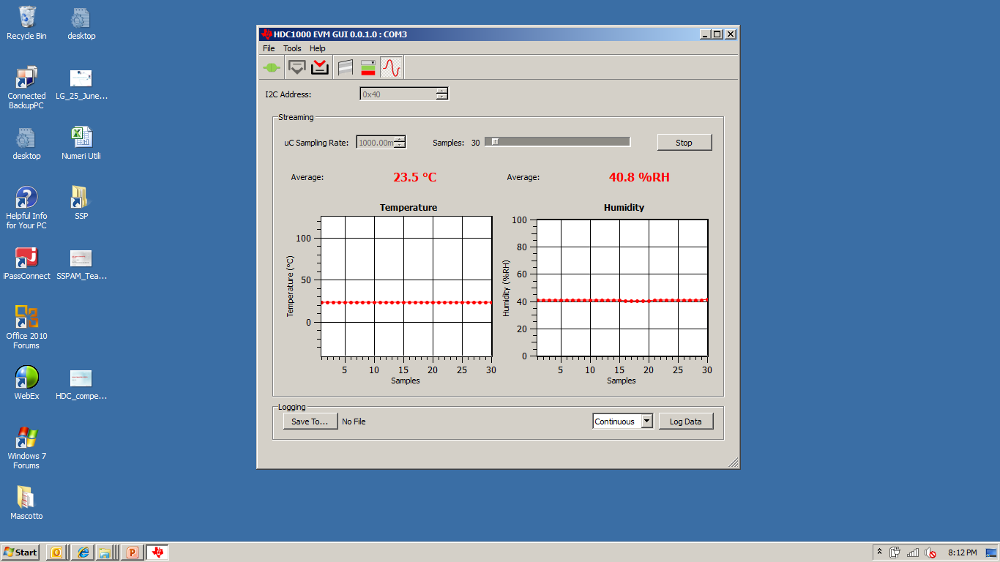 Recycle Bin
desktop
Connected
BackupPC
LG_25_June...
desktop
Numeri Utili
Helpful Info
for Your PC
SSP
iPassConnect
SSPAM_Tea...
Office 2010
Forums
WebEx
HDC_compe...
Windows 7
Forums
Mascotto
HDC1000 EVM GUI 0.0.1.0 : COM3
File Tools Help
I2C Address: 0x40
Streaming
uC Sampling Rate: 1000.00m Samples: 30 Stop
Average: 23.5 °C Average: 40.8 %RH
Temperature
100
50
0
Temperature (°C)
5 10 15 20 25 30
Samples
Humidity
100
80
60
40
20
0
Humidity (%RH)
5 10 15 20 25 30
Samples
Logging
Save To... No File Continuous Log Data
Start 8:12 PM